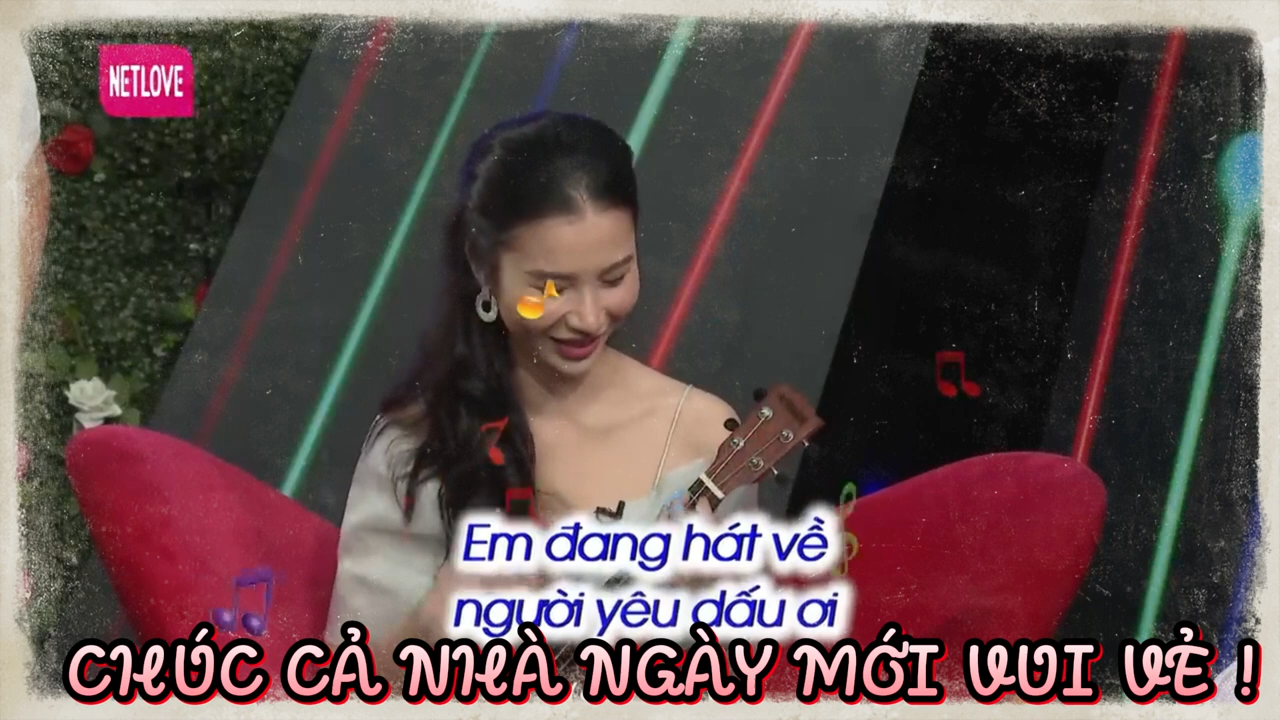 NETLOVE
Em đang hát về
người yêu dấu ơi
CHÚC CẢ NHÀ NGÀY MỚI VUI VẺ !